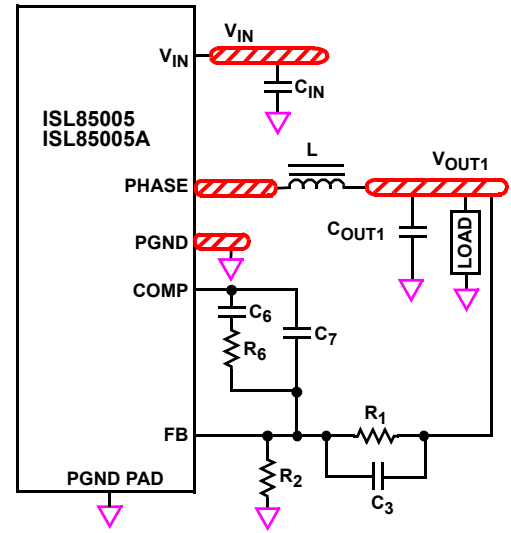 V_IN
V_IN
C_IN
ISL85005
ISL85005A
L
V_OUT1
PHASE
C_OUT1
LOAD
PGND
COMP
C_6
C_7
R_6
R_1
FB
R_2
PGND PAD
C_3